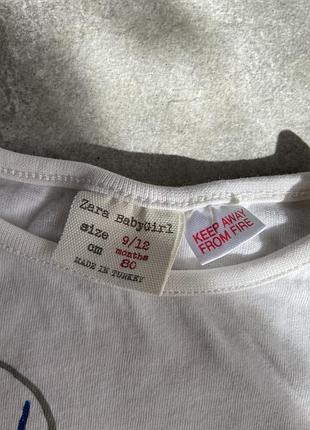 Zara BabyGirl
size 9/12 months
cm 80
MADE IN TURKEY
KEEP AWAY
FROM FIRE